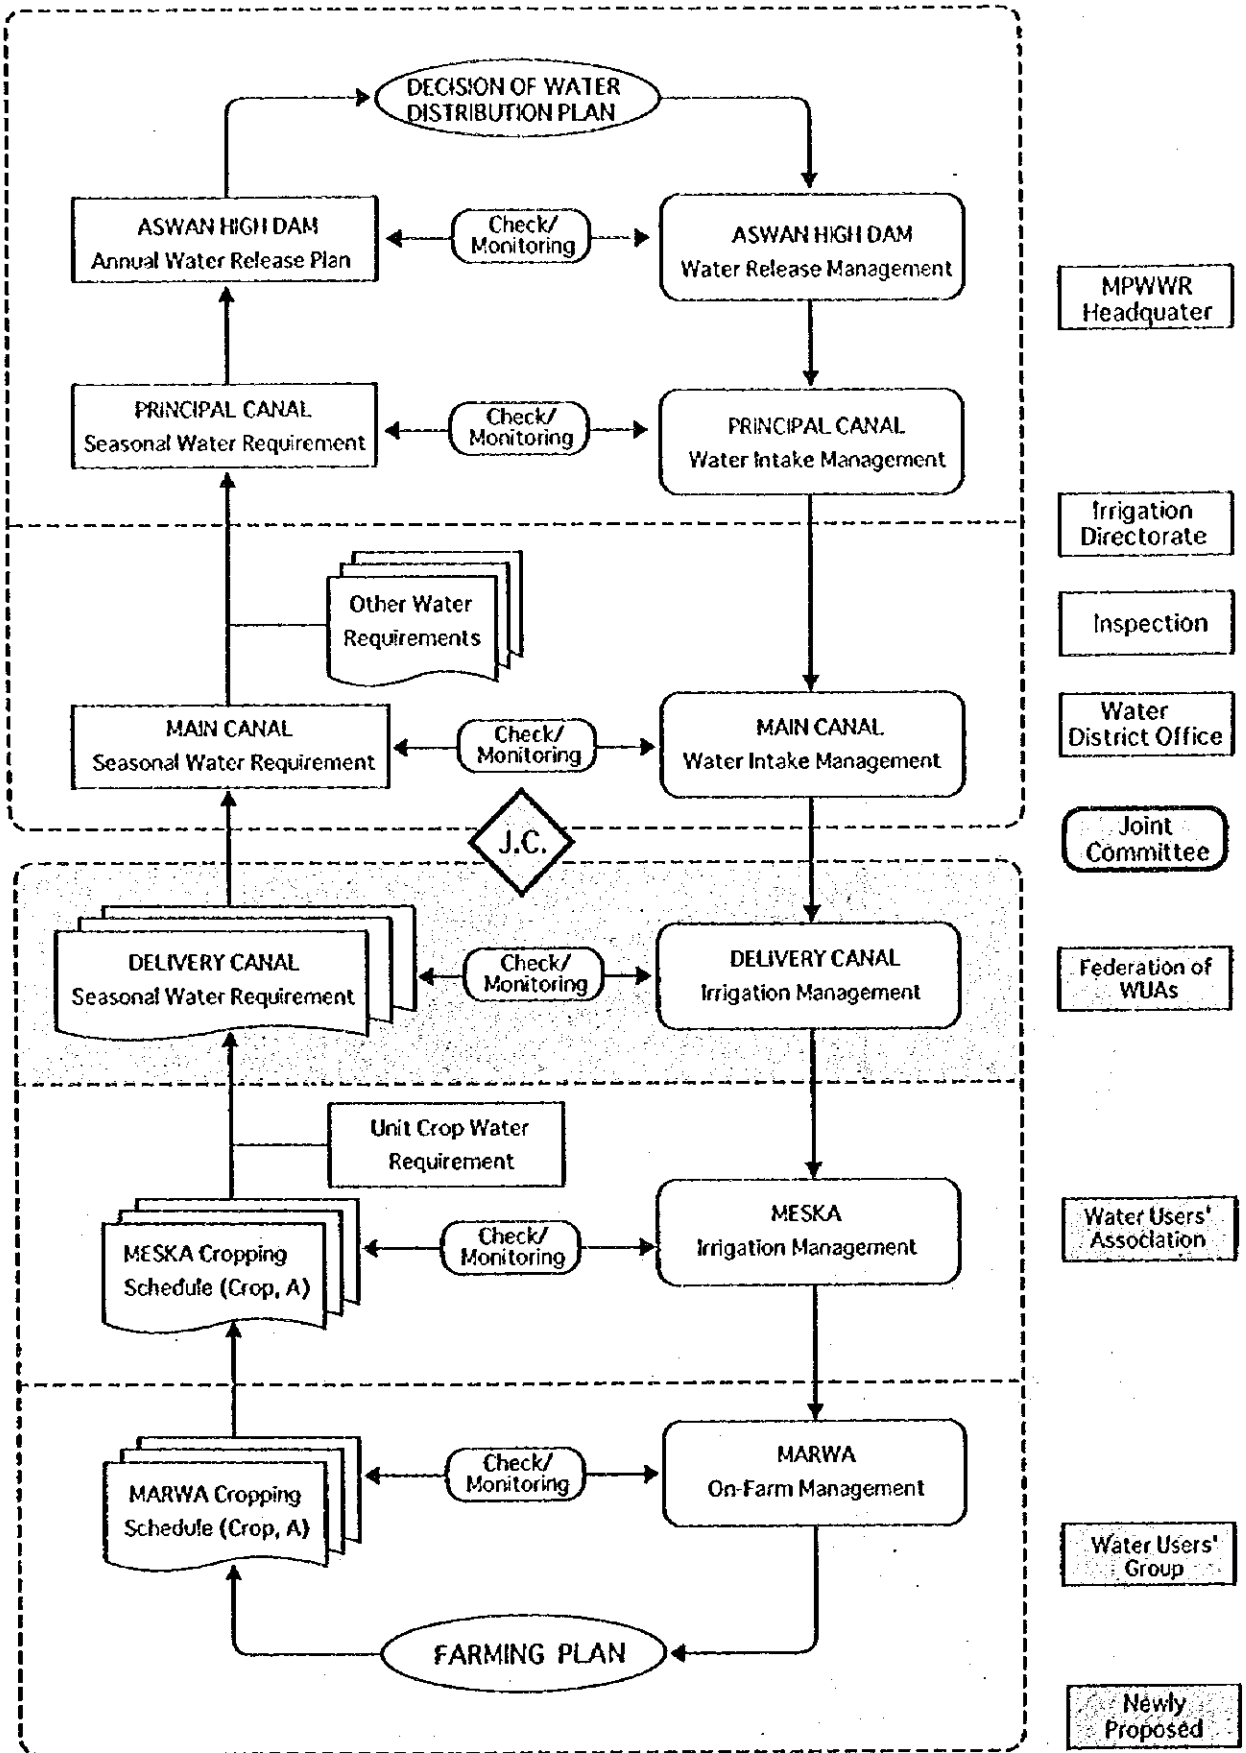 DECISION OF WATER
DISTRIBUTION PLAN
ASWAN HIGH DAM
Annual Water Release Plan
Check/
Monitoring
ASWAN HIGH DAM
Water Release Management
MPWWR
Headquater
PRINCIPAL CANAL
Seasonal Water Requirement
Check/
Monitoring
PRINCIPAL CANAL
Water Intake Management
Irrigation
Directorate
Other Water
Requirements
Inspection
MAIN CANAL
Seasonal Water Requirement
Check/
Monitoring
MAIN CANAL
Water Intake Management
Water
District Office
J.C.
Joint
Committee
DELIVERY CANAL
Seasonal Water Requirement
Check/
Monitoring
DELIVERY CANAL
Irrigation Management
Federation of
WUAs
Unit Crop Water
Requirement
MESKA Cropping
Schedule (Crop, A)
Check/
Monitoring
MESKA
Irrigation Management
Water Users'
Association
MARWA Cropping
Schedule (Crop, A)
Check/
Monitoring
MARWA
On-Farm Management
Water Users'
Group
FARMING PLAN
Newly
Proposed